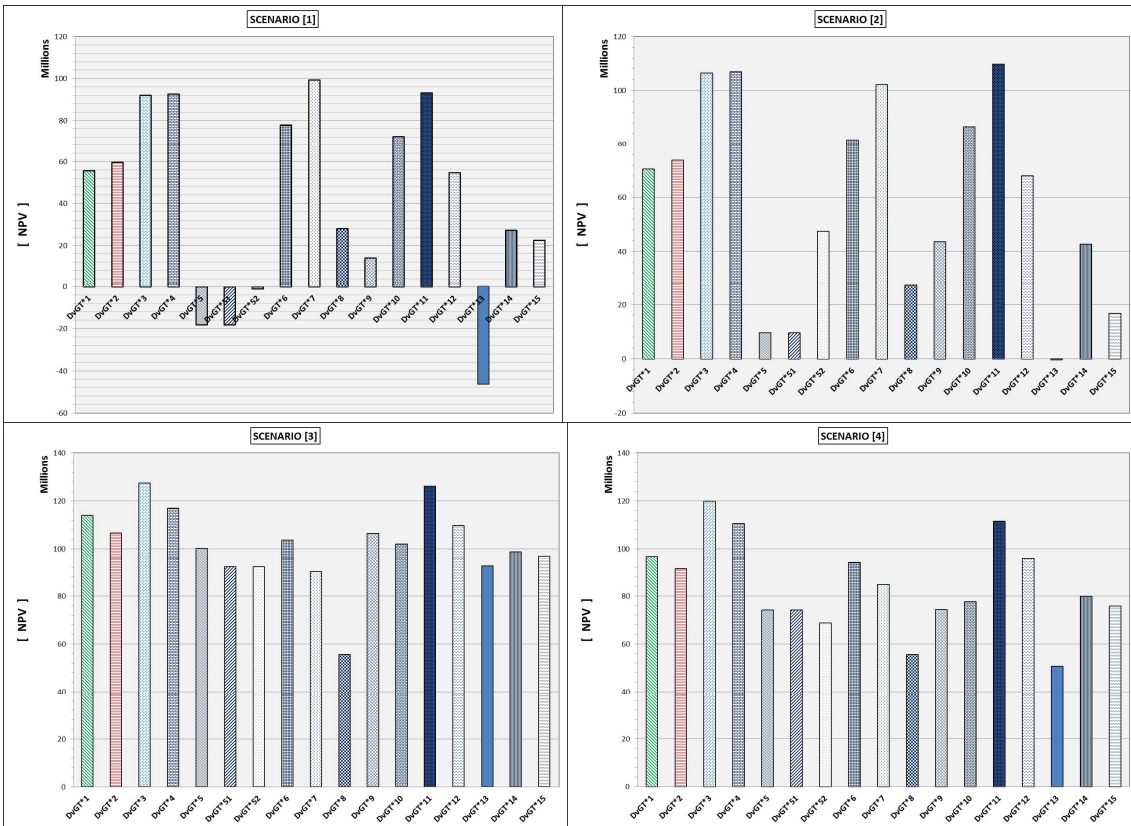 SCENARIO [1]
Millions
120
100
80
60
40
20
0
-20
-40
-60
[ NPV ]
DvGT*1
DvGT*2
DvGT*3
DvGT*4
DvGT*5
DvGT*51
DvGT*52
DvGT*6
DvGT*7
DvGT*8
DvGT*9
DvGT*10
DvGT*11
DvGT*12
DvGT*13
DvGT*14
DvGT*15
SCENARIO [2]
Millions
120
100
80
60
40
20
0
-20
[ NPV ]
DvGT*1
DvGT*2
DvGT*3
DvGT*4
DvGT*5
DvGT*51
DvGT*52
DvGT*6
DvGT*7
DvGT*8
DvGT*9
DvGT*10
DvGT*11
DvGT*12
DvGT*13
DvGT*14
DvGT*15
SCENARIO [3]
Millions
140
120
100
80
60
40
20
0
[ NPV ]
DvGT*1
DvGT*2
DvGT*3
DvGT*4
DvGT*5
DvGT*51
DvGT*52
DvGT*6
DvGT*7
DvGT*8
DvGT*9
DvGT*10
DvGT*11
DvGT*12
DvGT*13
DvGT*14
DvGT*15
SCENARIO [4]
Millions
140
120
100
80
60
40
20
0
[ NPV ]
DvGT*1
DvGT*2
DvGT*3
DvGT*4
DvGT*5
DvGT*51
DvGT*52
DvGT*6
DvGT*7
DvGT*8
DvGT*9
DvGT*10
DvGT*11
DvGT*12
DvGT*13
DvGT*14
DvGT*15